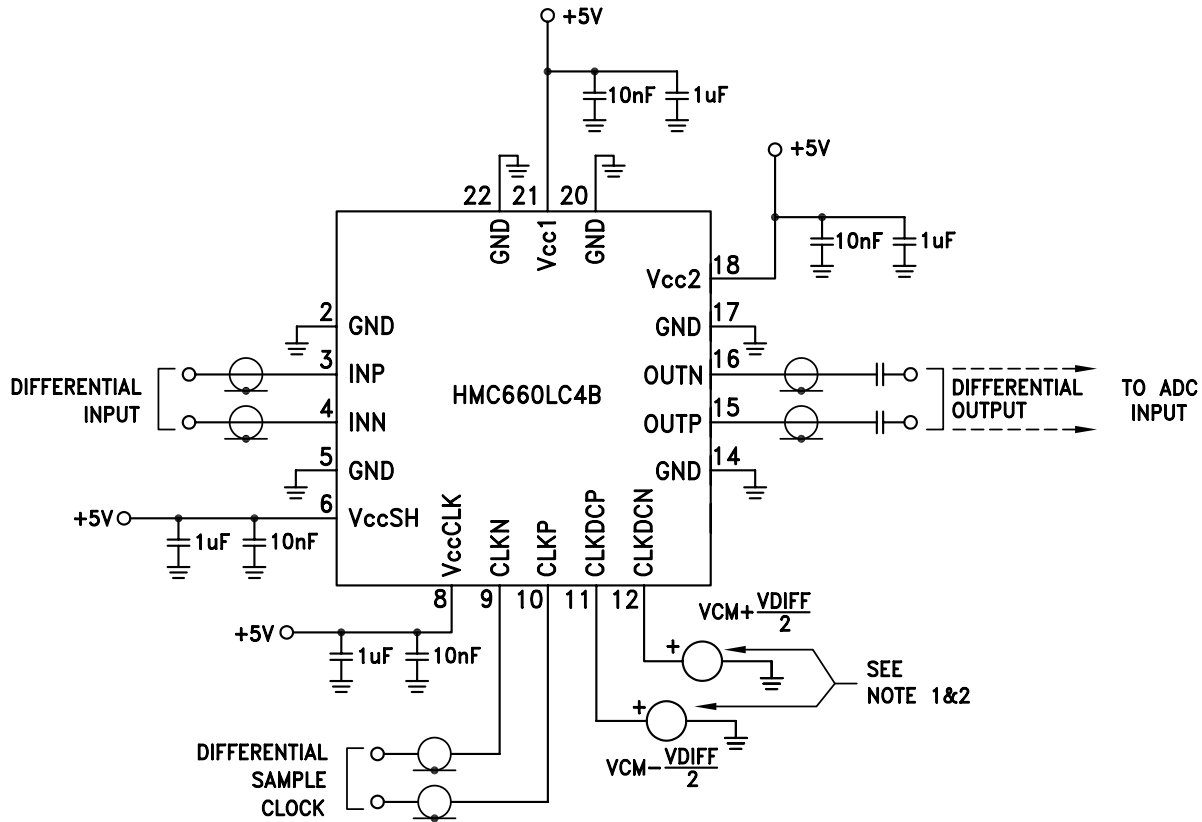 +5V
10nF
1uF
+5V
10nF
1uF
22
21
20
GND
Vcc1
GND
18
Vcc2
2
GND
17
GND
3
INP
16
OUTN
DIFFERENTIAL
INPUT
HMC660LC4B
DIFFERENTIAL
OUTPUT
TO ADC
INPUT
4
INN
15
OUTP
5
GND
14
GND
6
VccSH
+5V
1uF
10nF
VccCLK
CLKN
CLKP
CLKDCP
CLKDCN
8
9
10
11
12
+5V
1uF
10nF
VCM+VDIFF
2
+
SEE
NOTE 1&2
+
VCM-VDIFF
2
DIFFERENTIAL
SAMPLE
CLOCK